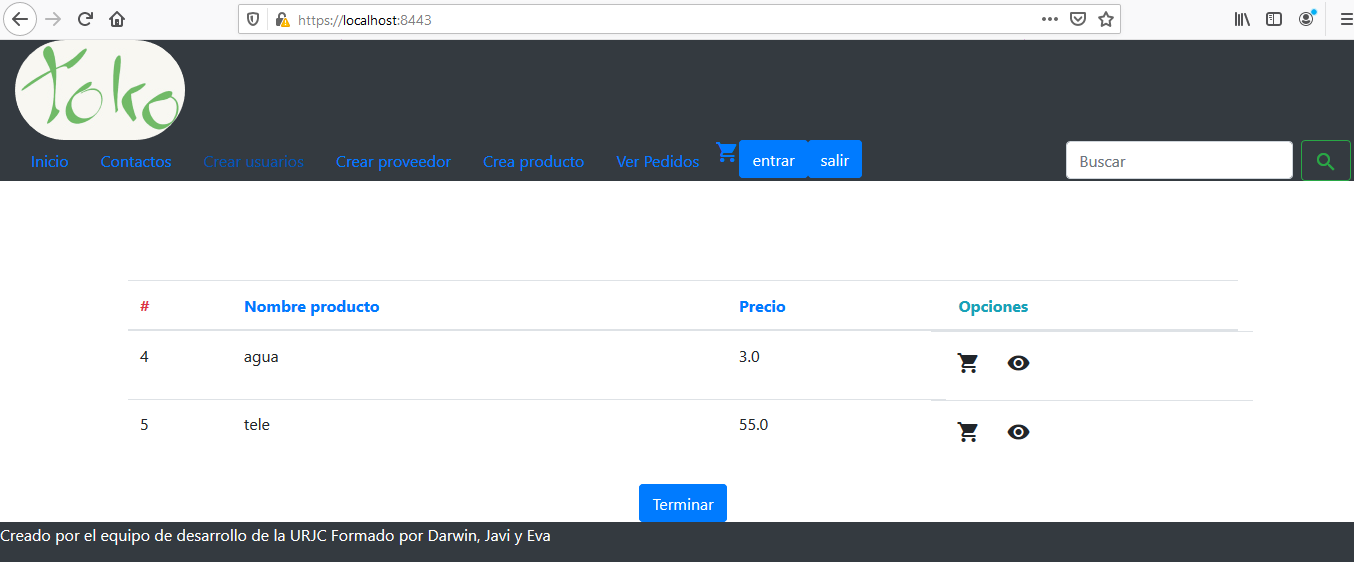 https://localhost:8443
toko
Inicio Contactos Crear usuarios Crear proveedor Crea producto Ver Pedidos entrar salir Buscar
# Nombre producto Precio Opciones
4 agua 3.0
5 tele 55.0
Terminar
Creado por el equipo de desarrollo de la URJC Formado por Darwin, Javi y Eva